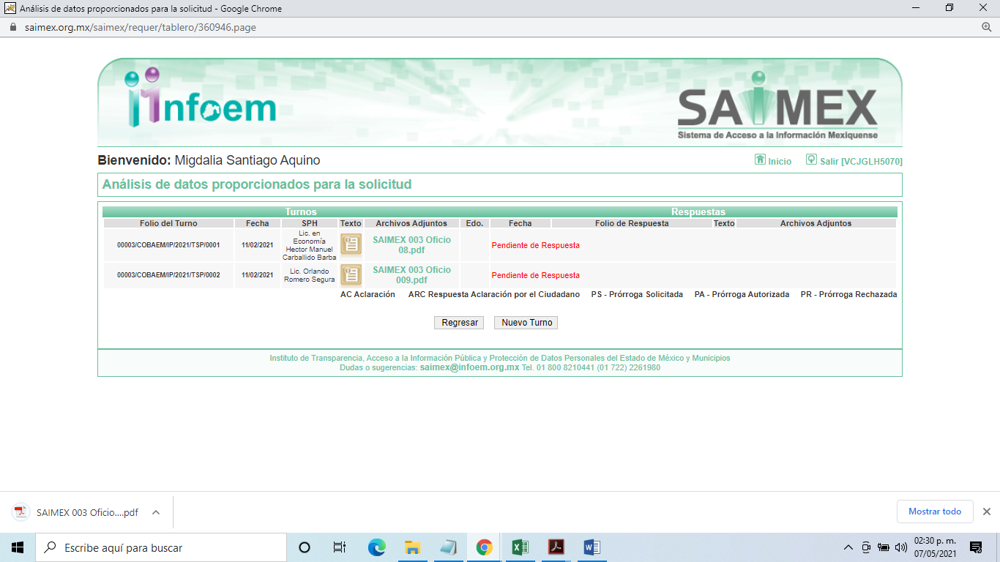 Análisis de datos proporcionados para la solicitud - Google Chrome
saimex.org.mx/saimex/requer/tablero/360946.page
infoem
SAIMEX
Sistema de Acceso a la Información Mexiquense
Bienvenido: Migdalia Santiago Aquino
Inicio Salir [VCJGLH5070]
Análisis de datos proporcionados para la solicitud
Turnos Respuestas
Folio del Turno Fecha SPH Texto Archivos Adjuntos Edo. Fecha Folio de Respuesta Texto Archivos Adjuntos
00003/COBAEM/IP/2021/TSP/0001 11/02/2021 Lic. en
Economía
Hector Manuel
Carballido Barba
SAIMEX 003 Oficio
08.pdf
Pendiente de Respuesta
00003/COBAEM/IP/2021/TSP/0002 11/02/2021 Lic. Orlando
Romero Segura
SAIMEX 003 Oficio
009.pdf
Pendiente de Respuesta
AC Aclaración ARC Respuesta Aclaración por el Ciudadano PS - Prórroga Solicitada PA - Prórroga Autorizada PR - Prórroga Rechazada
Regresar Nuevo Turno
Instituto de Transparencia, Acceso a la Información Pública y Protección de Datos Personales del Estado de México y Municipios
Dudas o sugerencias: saimex@infoem.org.mx Tel. 01 800 8210441 (01 722) 2261980
SAIMEX 003 Oficio....pdf
Mostrar todo
Escribe aquí para buscar
02:30 p. m.
07/05/2021